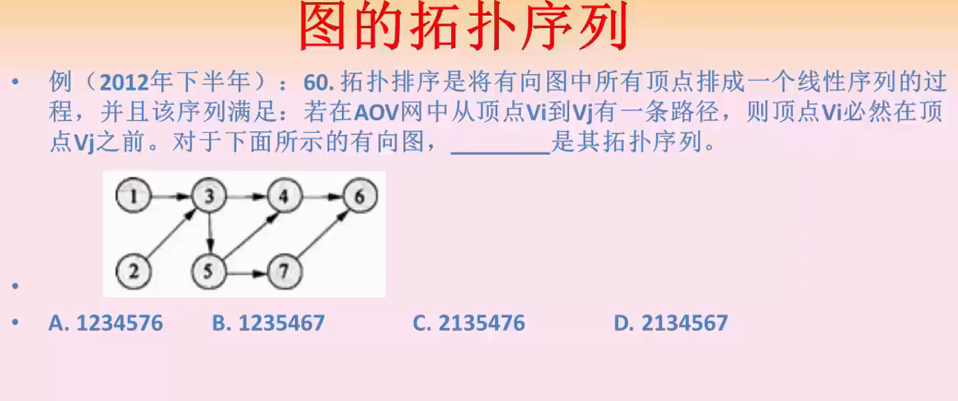 图的拓扑序列
• 例（2012年下半年）：60. 拓扑排序是将有向图中所有顶点排成一个线性序列的过
程，并且该序列满足：若在AOV网中从顶点Vi到Vj有一条路径，则顶点Vi必然在顶
点Vj之前。对于下面所示的有向图，________是其拓扑序列。
1 3 4 6
2 5 7
•
• A. 1234576 B. 1235467 C. 2135476 D. 2134567